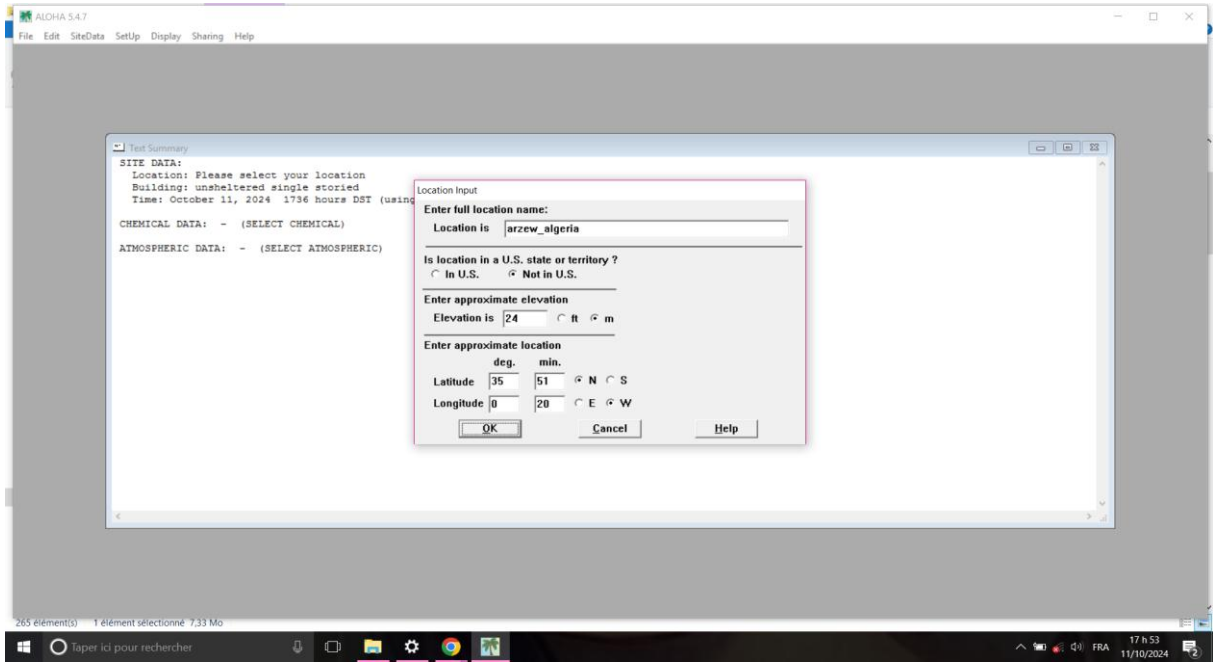 ALOHA 5.4.7
File Edit SiteData SetUp Display Sharing Help
Text Summary
SITE DATA:
Location: Please select your location
Building: unsheltered single storied
Time: October 11, 2024 1736 hours DST (using
CHEMICAL DATA: - (SELECT CHEMICAL)
ATMOSPHERIC DATA: - (SELECT ATMOSPHERIC)
Location Input
Enter full location name:
Location is arzew_algeria
Is location in a U.S. state or territory ?
In U.S. Not in U.S.
Enter approximate elevation
Elevation is 24 ft m
Enter approximate location
deg. min.
Latitude 35 51 N S
Longitude 0 20 E W
OK Cancel Help
265 élément(s) 1 élément sélectionné 7,33 Mo
Taper ici pour rechercher
FRA
17 h 53
11/10/2024
2